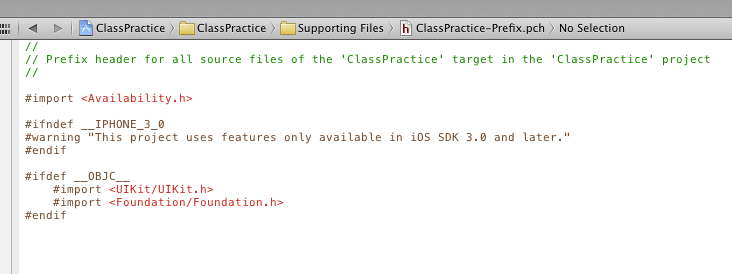 ClassPractice ClassPractice Supporting Files ClassPractice-Prefix.pch No Selection
//
// Prefix header for all source files of the 'ClassPractice' target in the 'ClassPractice' project
//
#import <Availability.h>
#ifndef __IPHONE_3_0
#warning "This project uses features only available in iOS SDK 3.0 and later."
#endif
#ifdef __OBJC__
#import <UIKit/UIKit.h>
#import <Foundation/Foundation.h>
#endif